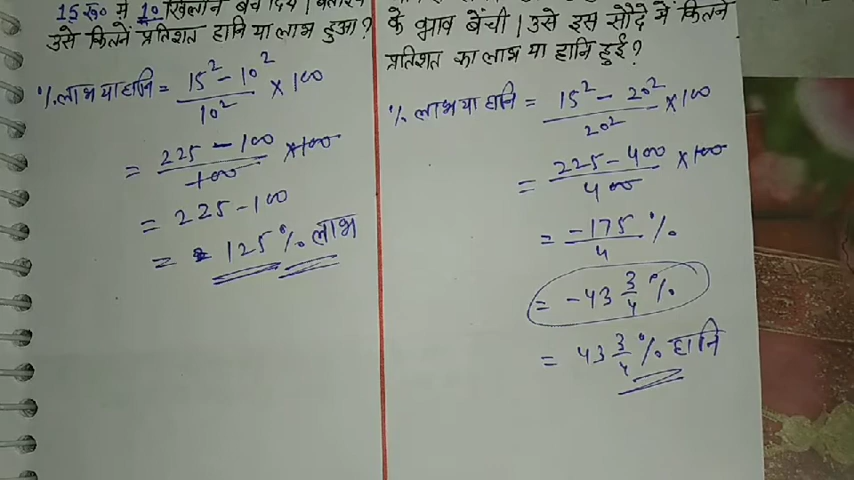 15 रू० में 10 खिलौने बेच दिये। बताइये
उसे कितनें प्रतिशत हानि या लाभ हुआ?
% लाभ या हानि = 15² - 10² / 10² × 100
= 225 - 100 / 100 × 100
= 225 - 100
= 125% लाभ
के भाव बेंची। उसे इस सौदे में कितने
प्रतिशत का लाभ या हानि हुई?
% लाभ या हानि = 15² - 20² / 20² × 100
= 225 - 400 / 400 × 100
= -175 / 4 %
= -43 3/4 %
= 43 3/4 % हानि